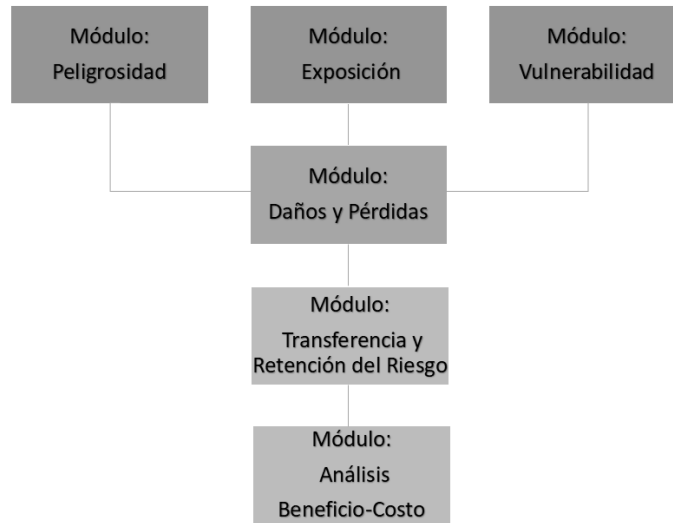 Módulo:
Peligrosidad
Módulo:
Exposición
Módulo:
Vulnerabilidad
Módulo:
Daños y Pérdidas
Módulo:
Transferencia y
Retención del Riesgo
Módulo:
Análisis
Beneficio-Costo